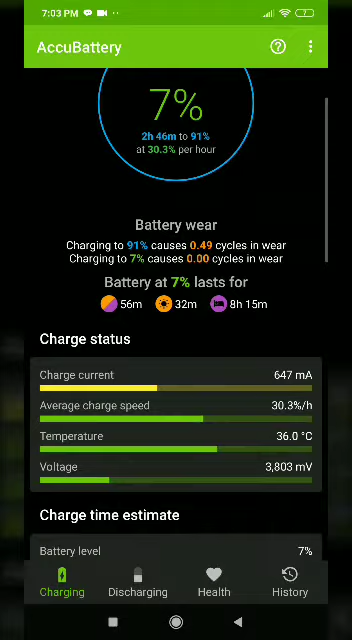 7:03 PM
7
AccuBattery
7%
2h 46m to 91%
at 30.3% per hour
Battery wear
Charging to 91% causes 0.49 cycles in wear
Charging to 7% causes 0.00 cycles in wear
Battery at 7% lasts for
56m 32m 8h 15m
Charge status
Charge current 647 mA
Average charge speed 30.3%/h
Temperature 36.0 °C
Voltage 3,803 mV
Charge time estimate
Battery level 7%
Charging Discharging Health History